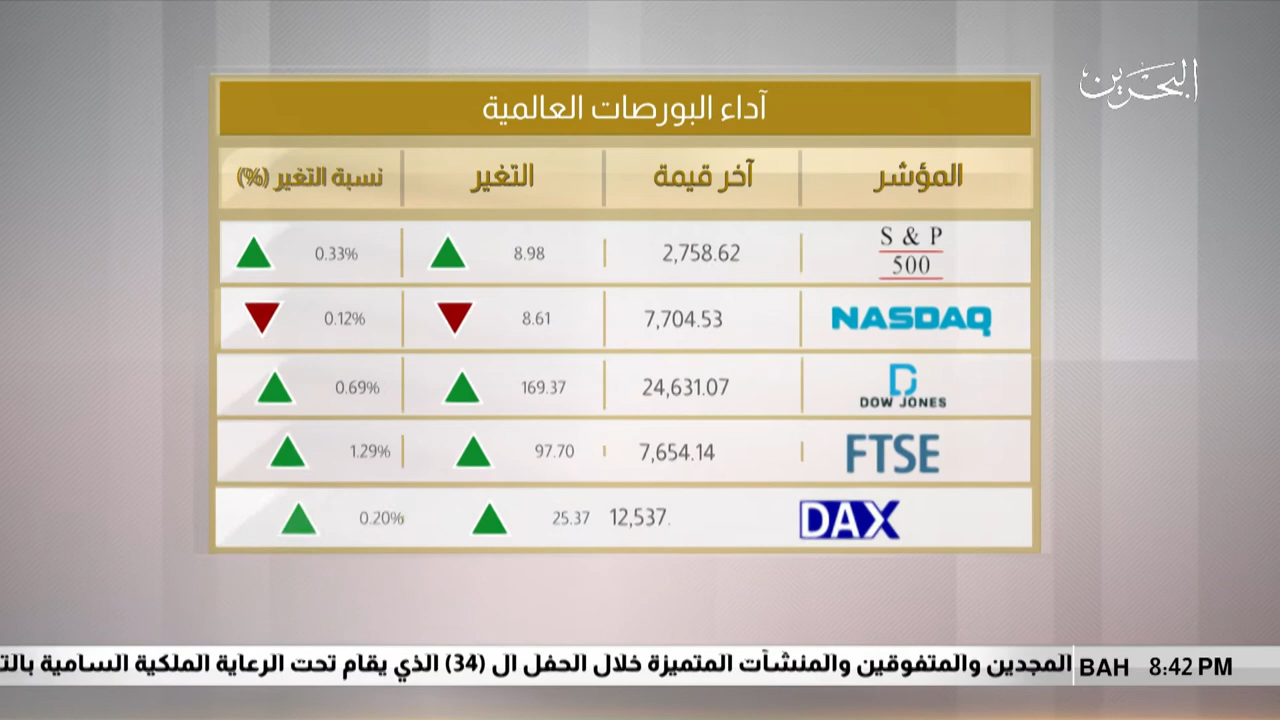 البحرين
آداء البورصات العالمية
المؤشر آخر قيمة التغير نسبة التغير (%)
S & P 500 2,758.62 8.98 0.33%
NASDAQ 7,704.53 8.61 0.12%
DOW JONES 24,631.07 169.37 0.69%
FTSE 7,654.14 97.70 1.29%
DAX 12,537. 25.37 0.20%
BAH 8:42 PM
المجدين والمتفوقين والمنشآت المتميزة خلال الحفل ال (34) الذي يقام تحت الرعاية الملكية السامية